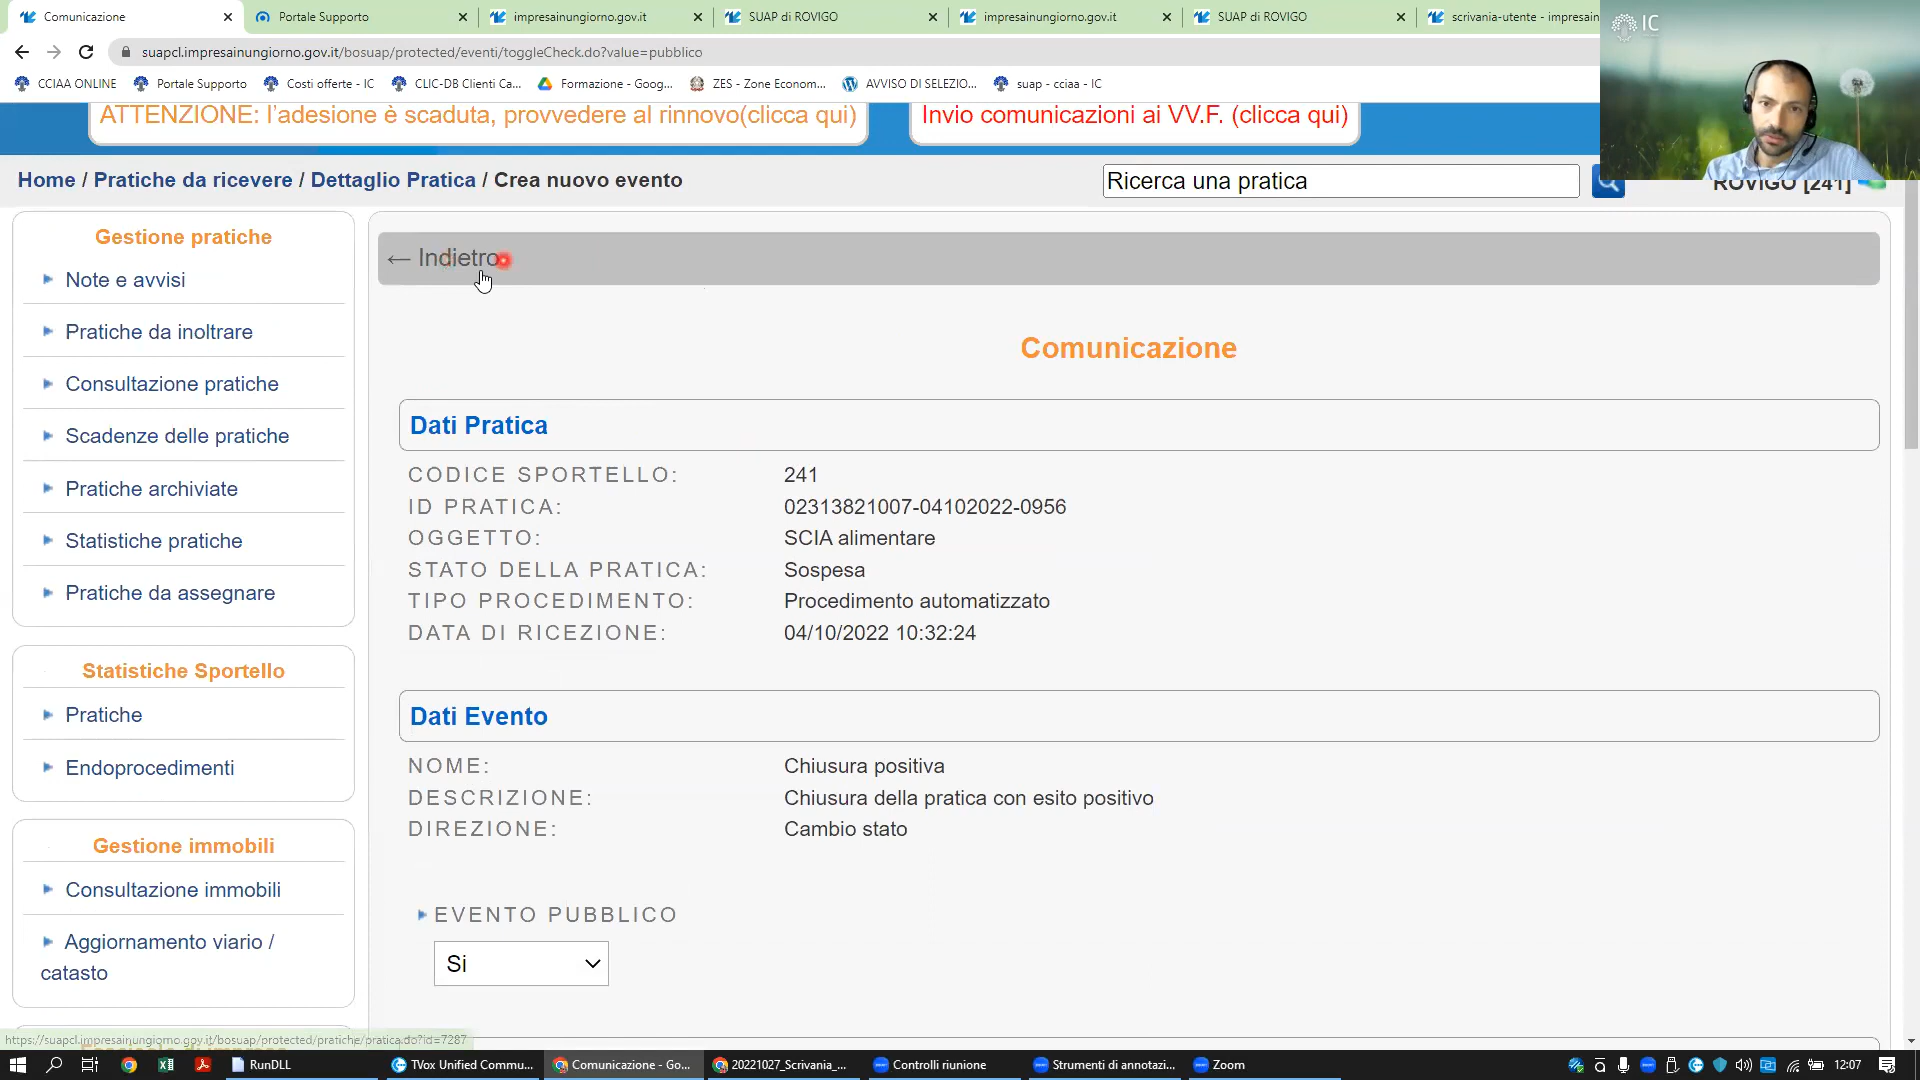 Comunicazione
Portale Supporto
impresainungiorno.gov.it
SUAP di ROVIGO
impresainungiorno.gov.it
SUAP di ROVIGO
scrivania-utente - impresain
suapcl.impresainungiorno.gov.it/bosuap/protected/eventi/toggleCheck.do?value=pubblico
CCIAA ONLINE
Portale Supporto
Costi offerte - IC
CLIC-DB Clienti Ca...
Formazione - Goog...
ZES - Zone Econom...
AVVISO DI SELEZIO...
suap - cciaa - IC
IC
ATTENZIONE: l'adesione è scaduta, provvedere al rinnovo(clicca qui)
Invio comunicazioni ai VV.F. (clicca qui)
Home / Pratiche da ricevere / Dettaglio Pratica / Crea nuovo evento
Ricerca una pratica
ROVIGO [241]
Gestione pratiche
Note e avvisi
Pratiche da inoltrare
Consultazione pratiche
Scadenze delle pratiche
Pratiche archiviate
Statistiche pratiche
Pratiche da assegnare
Statistiche Sportello
Pratiche
Endoprocedimenti
Gestione immobili
Consultazione immobili
Aggiornamento viario /
catasto
← Indietro
Comunicazione
Dati Pratica
CODICE SPORTELLO: 241
ID PRATICA: 02313821007-04102022-0956
OGGETTO: SCIA alimentare
STATO DELLA PRATICA: Sospesa
TIPO PROCEDIMENTO: Procedimento automatizzato
DATA DI RICEZIONE: 04/10/2022 10:32:24
Dati Evento
NOME: Chiusura positiva
DESCRIZIONE: Chiusura della pratica con esito positivo
DIREZIONE: Cambio stato
EVENTO PUBBLICO
Si
https://suapcl.impresainungiorno.gov.it/bosuap/protected/pratiche/pratica.do?id=7287
RunDLL
TVox Unified Commu...
Comunicazione - Go...
20221027_Scrivania_...
Controlli riunione
Strumenti di annotazi...
Zoom
12:07